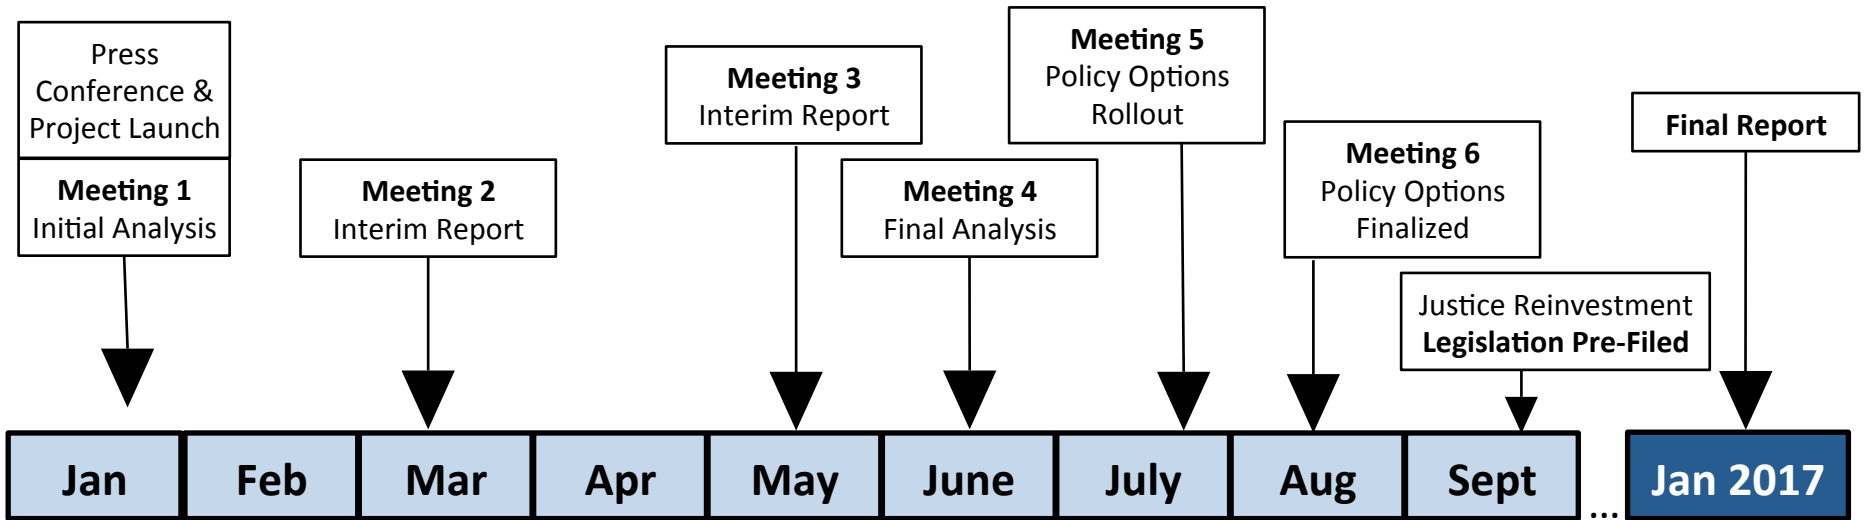 Press
Conference &
Project Launch
Meeting 1
Initial Analysis
Meeting 2
Interim Report
Meeting 3
Interim Report
Meeting 4
Final Analysis
Meeting 5
Policy Options
Rollout
Meeting 6
Policy Options
Finalized
Justice Reinvestment
Legislation Pre-Filed
Final Report
Jan
Feb
Mar
Apr
May
June
July
Aug
Sept
...
Jan 2017